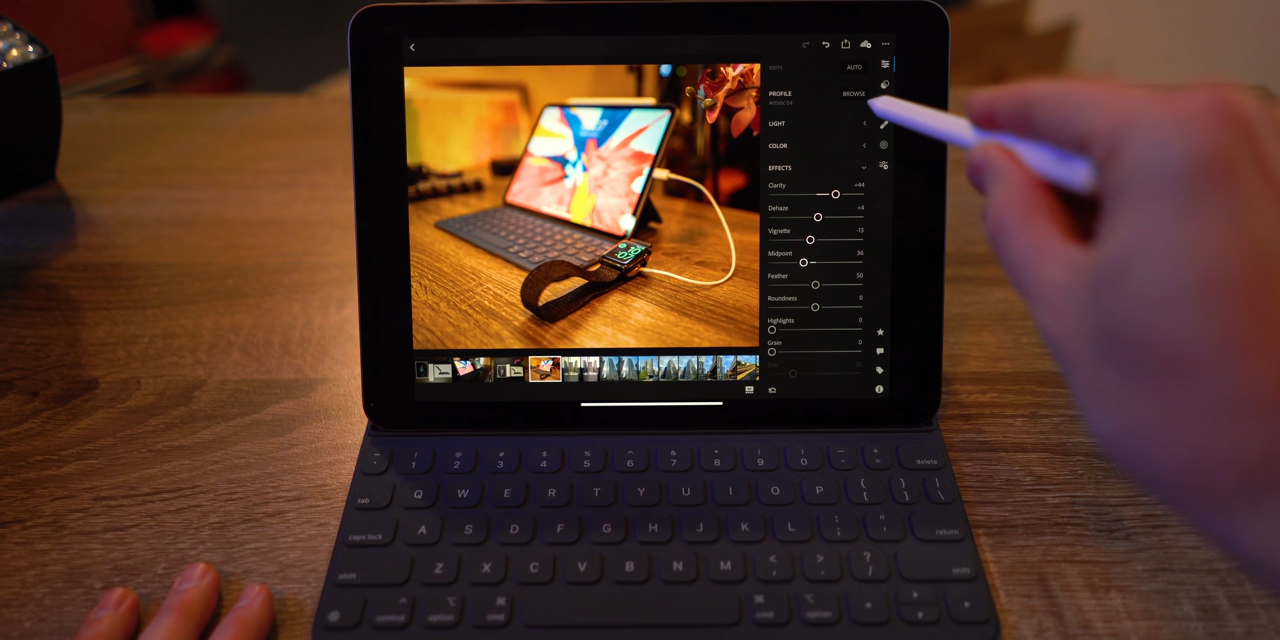 EDITS AUTO
PROFILE BROWSE
Artistic 04
LIGHT
COLOR
EFFECTS
Clarity +44
Dehaze +4
Vignette -13
Midpoint 36
Feather 50
Roundness 0
Highlights 0
Grain 0
~ ! @ # $ % ^ & * ( ) _ +
` 1 2 3 4 5 6 7 8 9 0 - = delete
tab Q W E R T Y U I O P { } |
[ ] \
caps lock A S D F G H J K L : "
; ' return
shift Z X C V B N M < > ?
, . / shift
control option ⌘ ⌘ option
cmd cmd